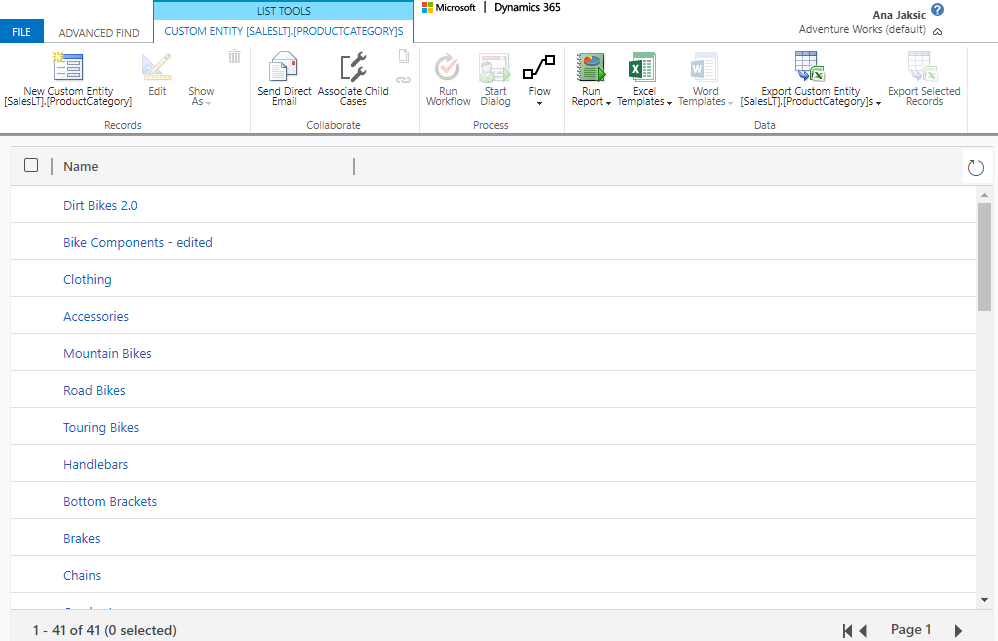 FILE
ADVANCED FIND
LIST TOOLS
CUSTOM ENTITY [SALESLT].[PRODUCTCATEGORY]S
Microsoft | Dynamics 365
Ana Jaksic
Adventure Works (default)
New Custom Entity
[SalesLT].[ProductCategory]
Edit
Show
As
Records
Send Direct
Email
Associate Child
Cases
Collaborate
Run
Workflow
Start
Dialog
Flow
Process
Run
Report
Excel
Templates
Word
Templates
Export Custom Entity
[SalesLT].[ProductCategory]s
Export Selected
Records
Data
Name
Dirt Bikes 2.0
Bike Components - edited
Clothing
Accessories
Mountain Bikes
Road Bikes
Touring Bikes
Handlebars
Bottom Brackets
Brakes
Chains
1 - 41 of 41 (0 selected)
Page 1